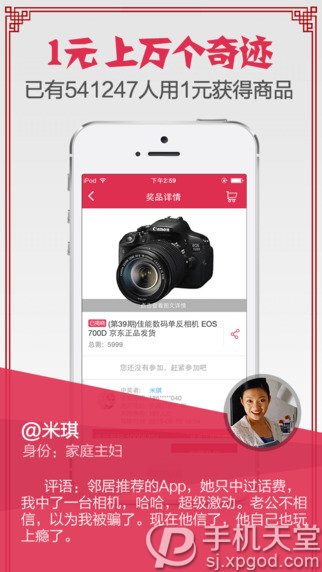 1元上万个奇迹
已有541247人用1元获得商品
iPod
下午2:59
奖品详情
Canon
点击查看图文详情
已揭晓 (第39期)佳能数码单反相机 EOS
700D 京东正品发货
总需：5999
您还没有参加，赶紧参加吧
获奖者：米琪
@米琪
身份：家庭主妇
评语：邻居推荐的App，她只中过话费，
我中了一台相机，哈哈，超级激动。老公不相
信，以为我被骗了。现在他信了，他自己也玩
上瘾了。
手机天堂
sj.xpgod.com